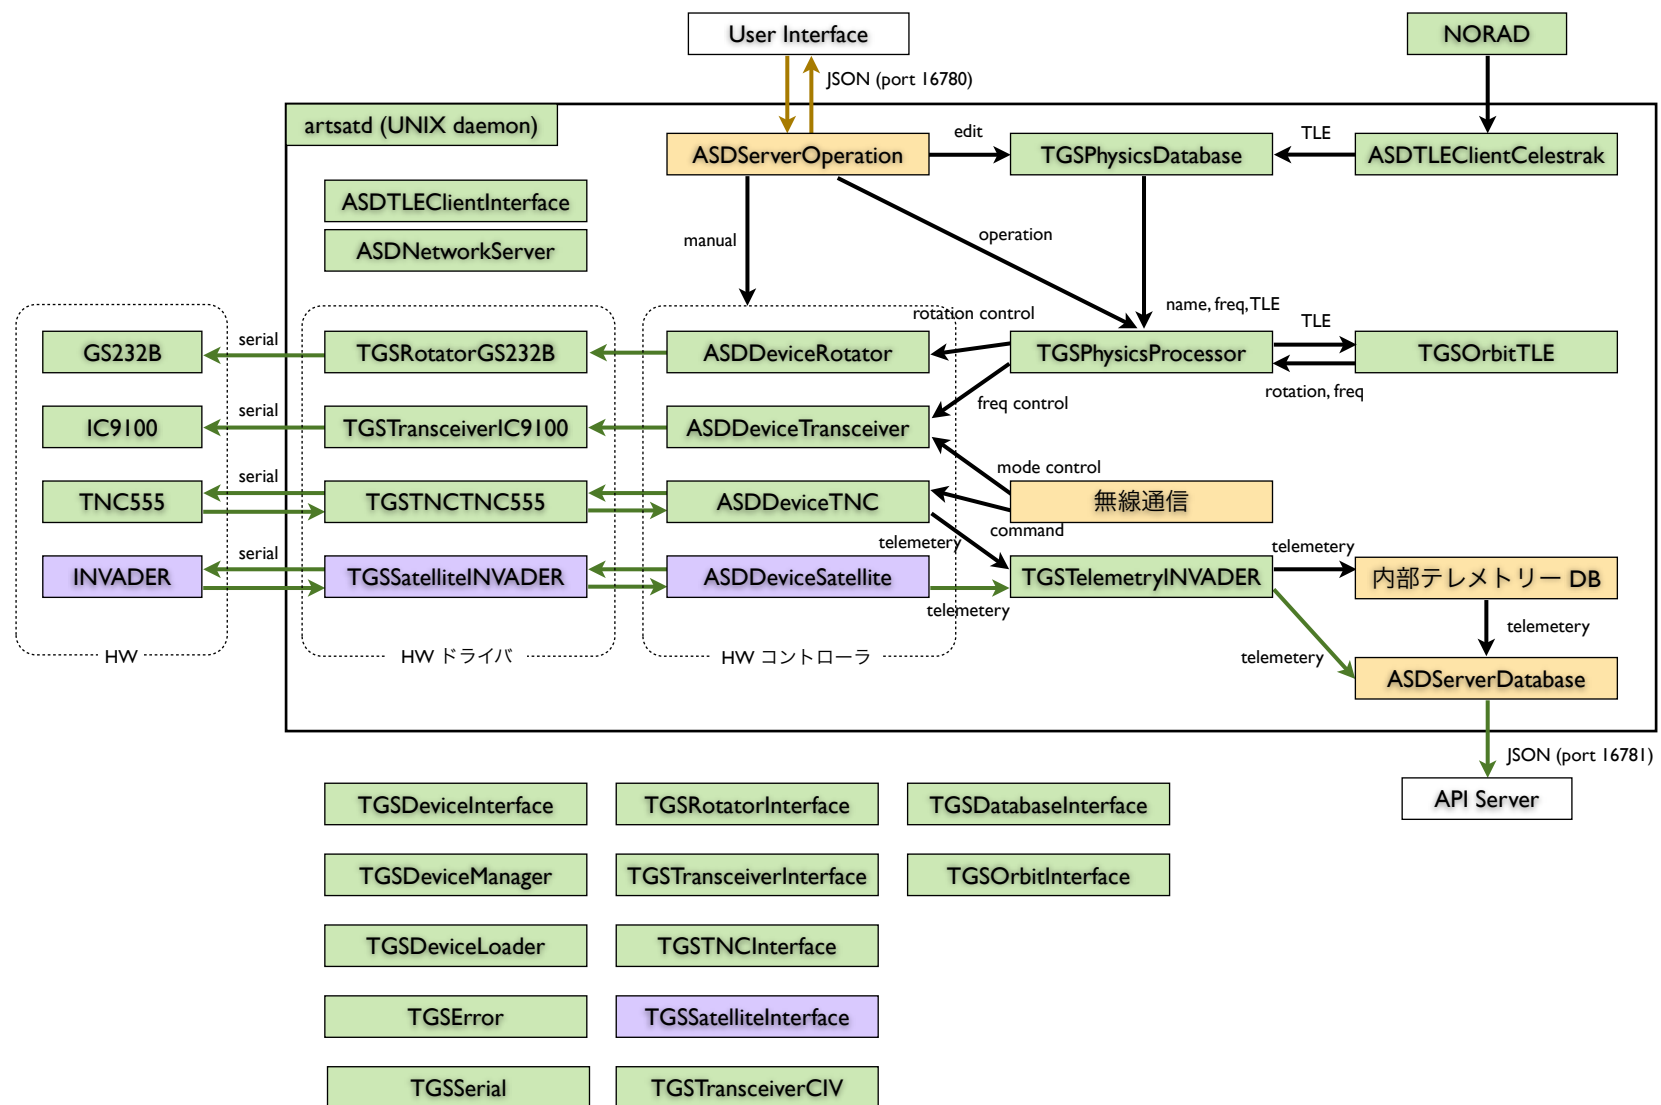 User Interface
NORAD
JSON (port 16780)
artsatd (UNIX daemon)
ASDServerOperation
edit
TGSPhysicsDatabase
TLE
ASDTLEClientCelestrak
ASDTLEClientInterface
ASDNetworkServer
manual
operation
name, freq, TLE
rotation control
TLE
GS232B
serial
TGSRotatorGS232B
ASDDeviceRotator
TGSPhysicsProcessor
TGSOrbitTLE
rotation, freq
freq control
IC9100
serial
TGSTransceiverIC9100
ASDDeviceTransceiver
mode control
TNC555
serial
TGSTNCTNC555
ASDDeviceTNC
無線通信
command
telemetery
INVADER
serial
TGSSatelliteINVADER
ASDDeviceSatellite
telemetery
TGSTelemetryINVADER
telemetery
内部テレメトリー DB
telemetery
telemetery
HW
HW ドライバ
HW コントローラ
ASDServerDatabase
JSON (port 16781)
API Server
TGSDeviceInterface
TGSRotatorInterface
TGSDatabaseInterface
TGSDeviceManager
TGSTransceiverInterface
TGSOrbitInterface
TGSDeviceLoader
TGSTNCInterface
TGSError
TGSSatelliteInterface
TGSSerial
TGSTransceiverCIV